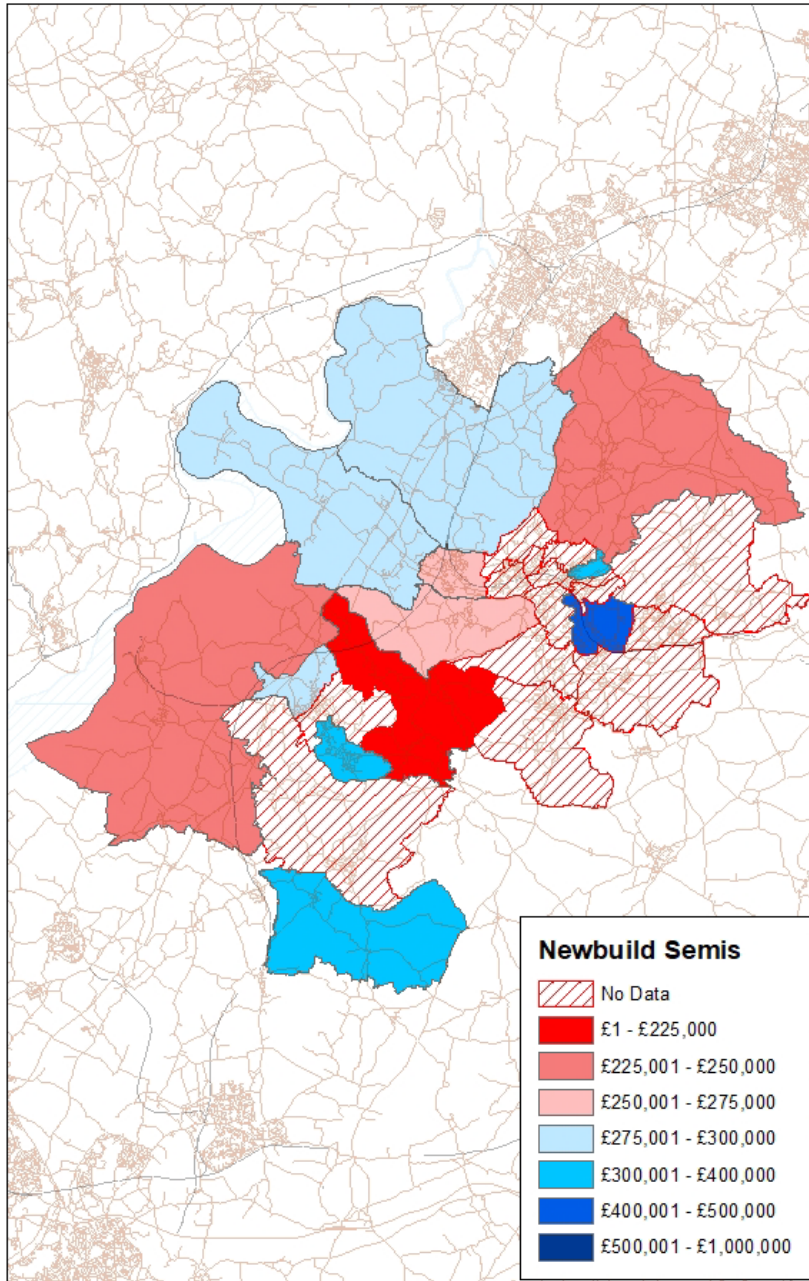 Newbuild Semis
No Data
£1 - £225,000
£225,001 - £250,000
£250,001 - £275,000
£275,001 - £300,000
£300,001 - £400,000
£400,001 - £500,000
£500,001 - £1,000,000